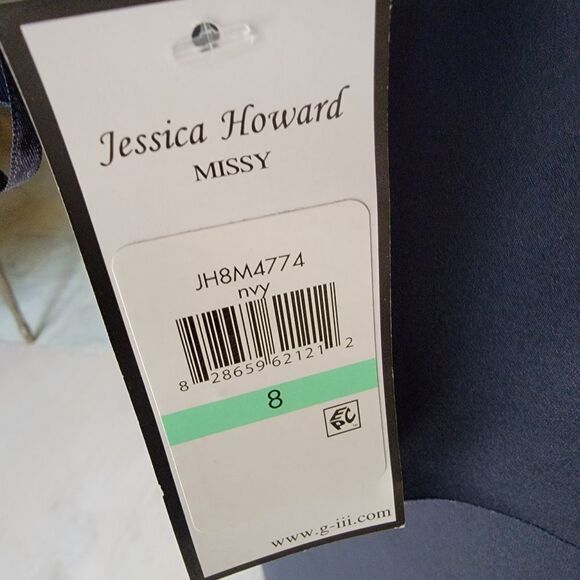 Jessica Howard
MISSY
JH8M4774
nvy
8 28659 62121 2
8
EPC
www.g-iii.com